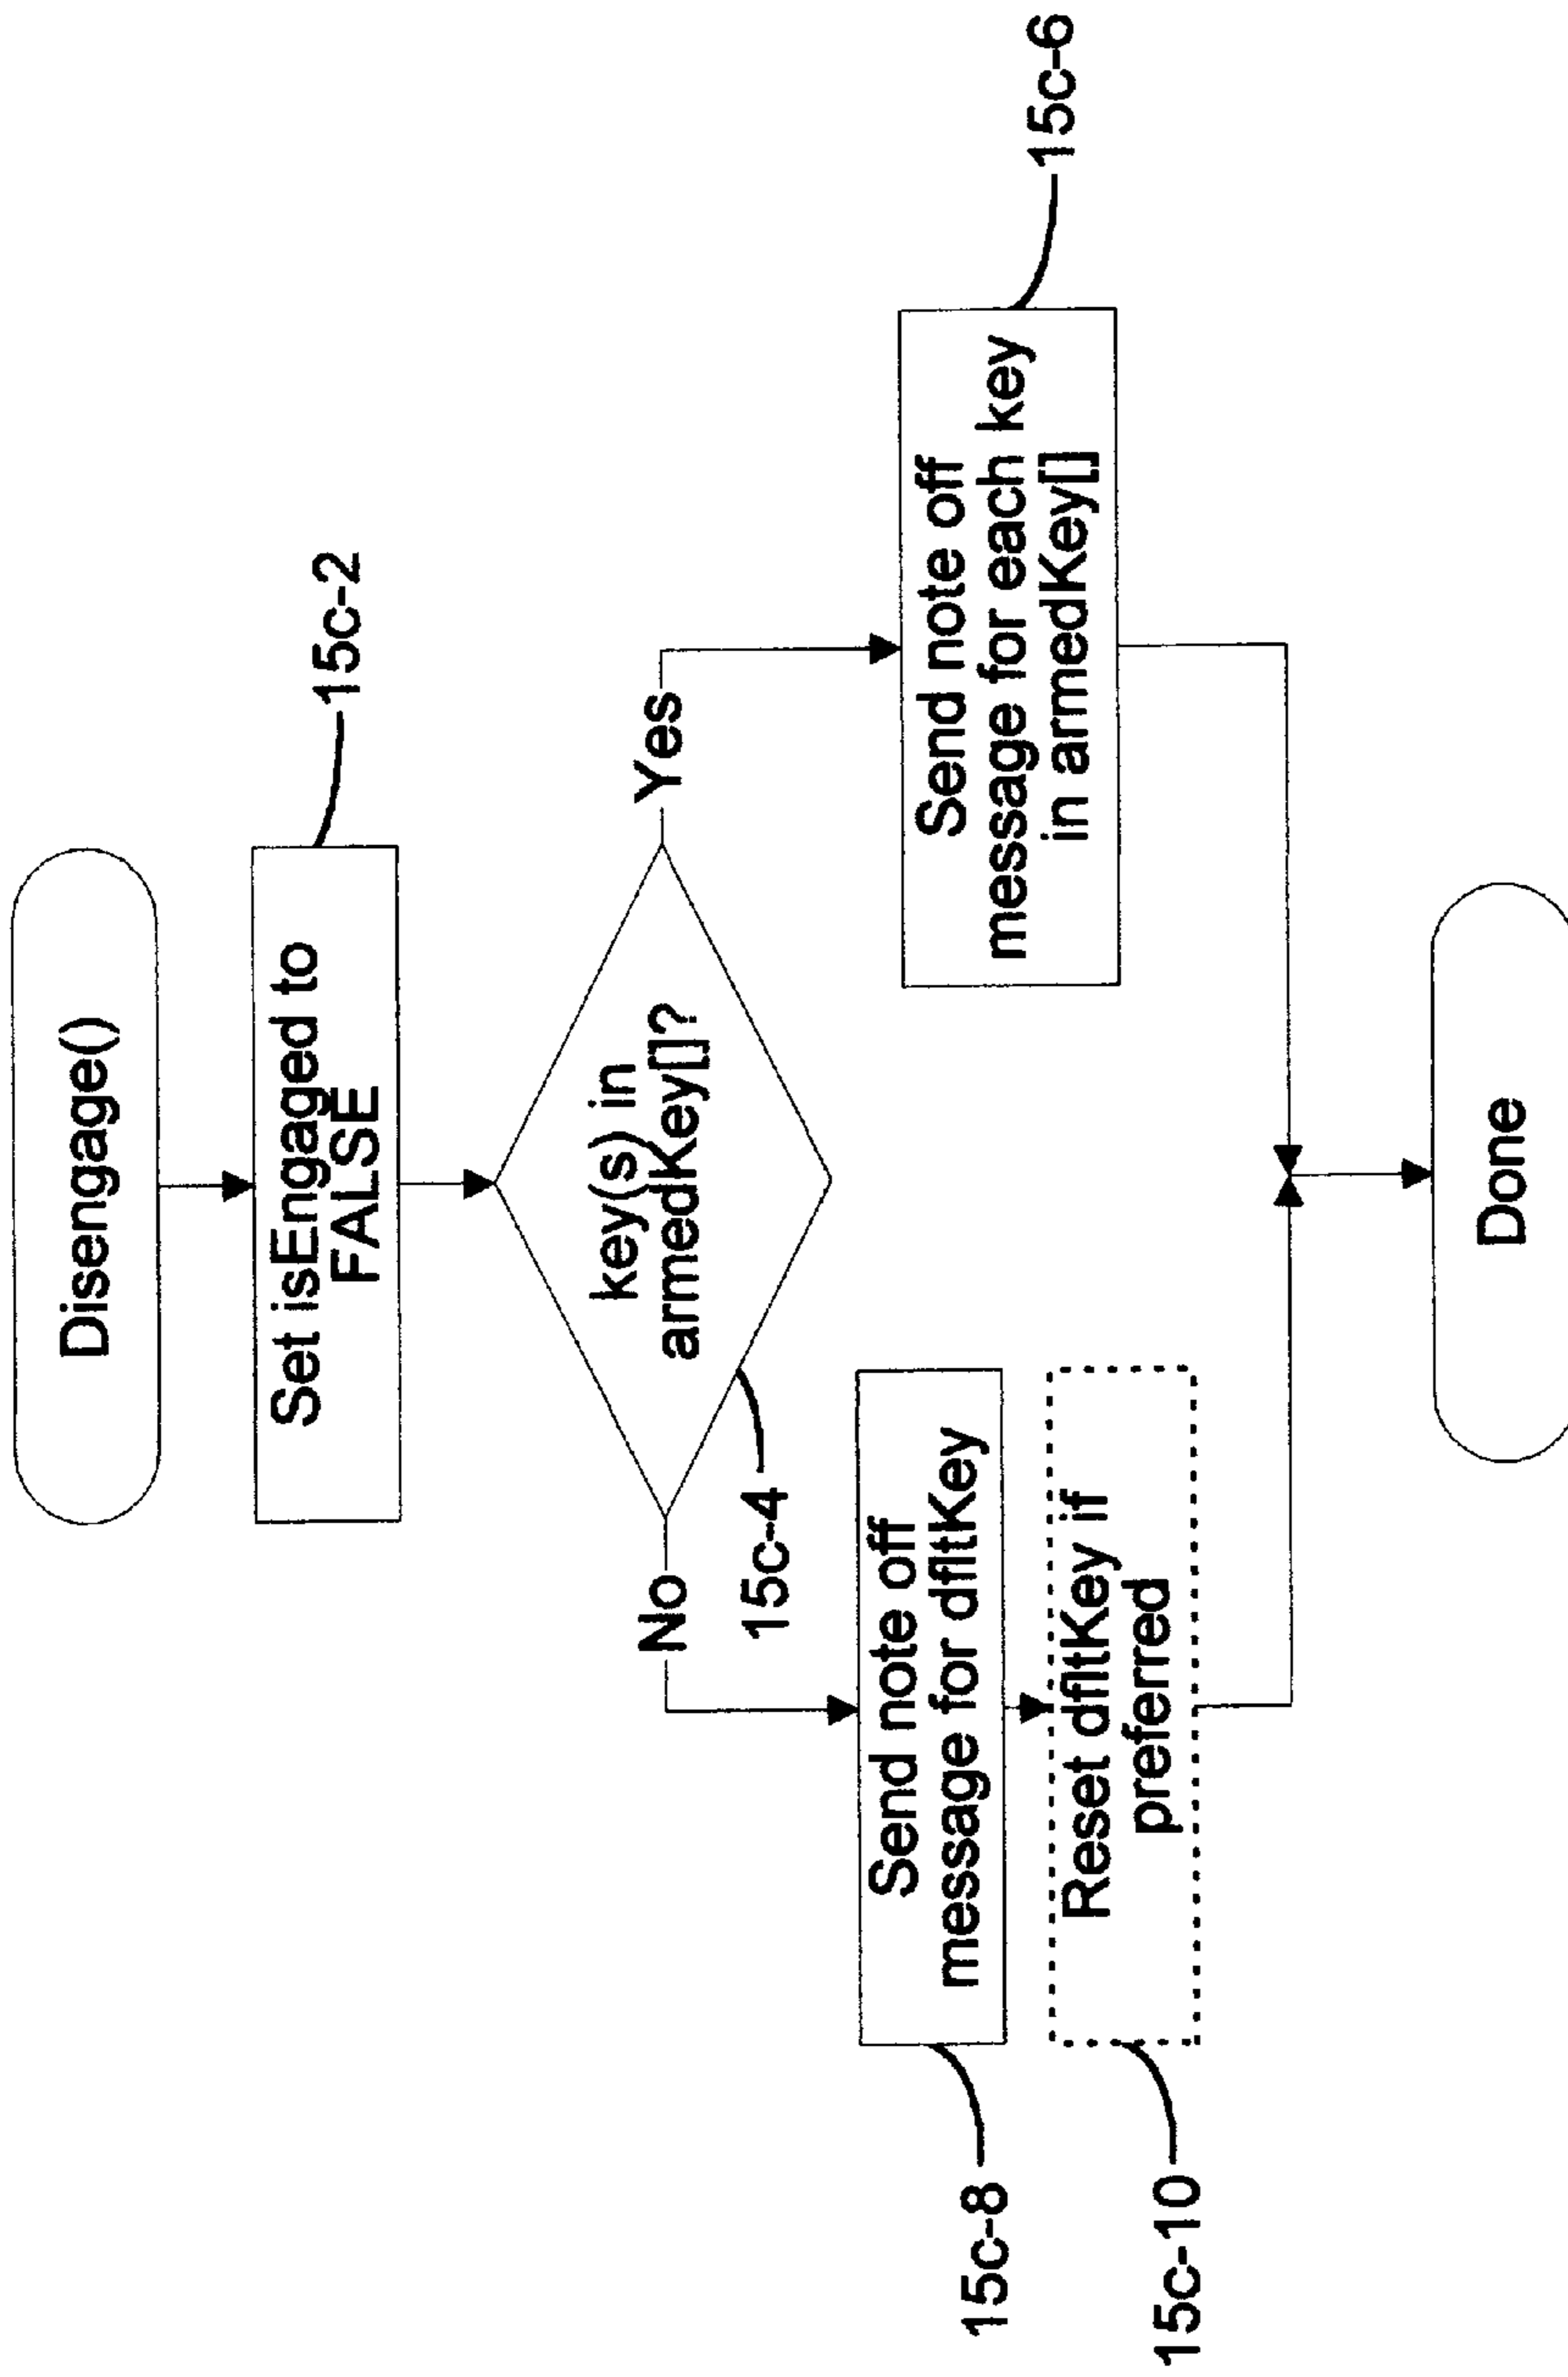 Disengage()
Set isEngaged to
FALSE
15c-2
key(s) in
armedKey[]?
No
Yes
15c-4
Send note off
message for dfltKey
15c-8
Send note off
message for each key
in armedKey[]
15c-6
Reset dfltKey if
preferred
15c-10
Done